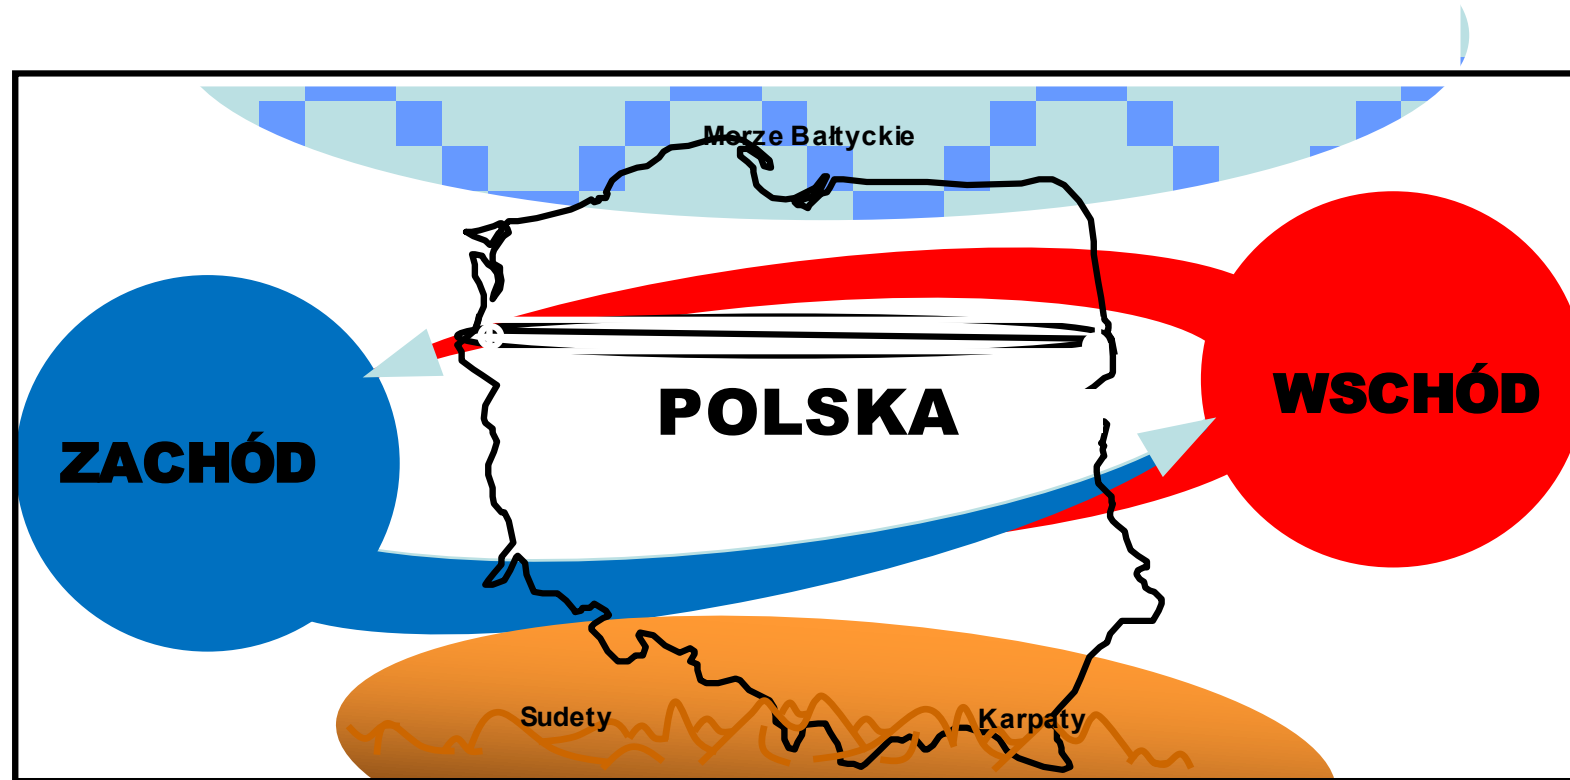 Morze Bałtyckie
POLSKA
WSCHÓD
ZACHÓD
Sudety
Karpaty